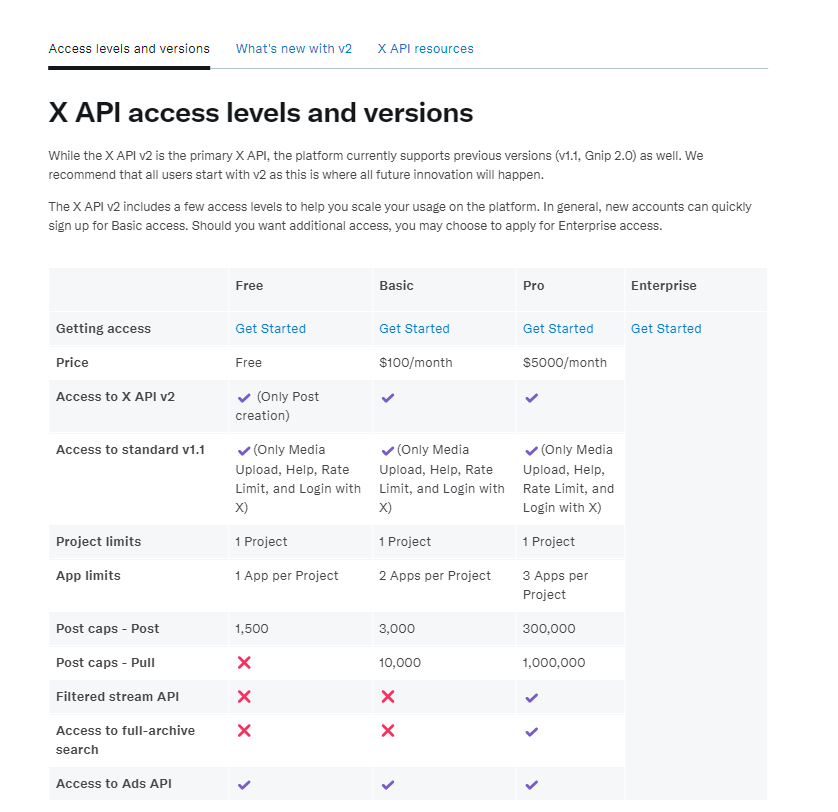 Access levels and versions What's new with v2 X API resources
X API access levels and versions
While the X API v2 is the primary X API, the platform currently supports previous versions (v1.1, Gnip 2.0) as well. We
recommend that all users start with v2 as this is where all future innovation will happen.
The X API v2 includes a few access levels to help you scale your usage on the platform. In general, new accounts can quickly
sign up for Basic access. Should you want additional access, you may choose to apply for Enterprise access.
Free Basic Pro Enterprise
Getting access Get Started Get Started Get Started Get Started
Price Free $100/month $5000/month
Access to X API v2 ✓ (Only Post ✓ ✓
creation)
Access to standard v1.1 ✓ (Only Media ✓ (Only Media ✓ (Only Media
Upload, Help, Rate Upload, Help, Rate Upload, Help,
Limit, and Login with Limit, and Login with Rate Limit, and
X) X) Login with X)
Project limits 1 Project 1 Project 1 Project
App limits 1 App per Project 2 Apps per Project 3 Apps per
Project
Post caps - Post 1,500 3,000 300,000
Post caps - Pull ✗ 10,000 1,000,000
Filtered stream API ✗ ✗ ✓
Access to full-archive ✗ ✗ ✓
search
Access to Ads API ✓ ✓ ✓